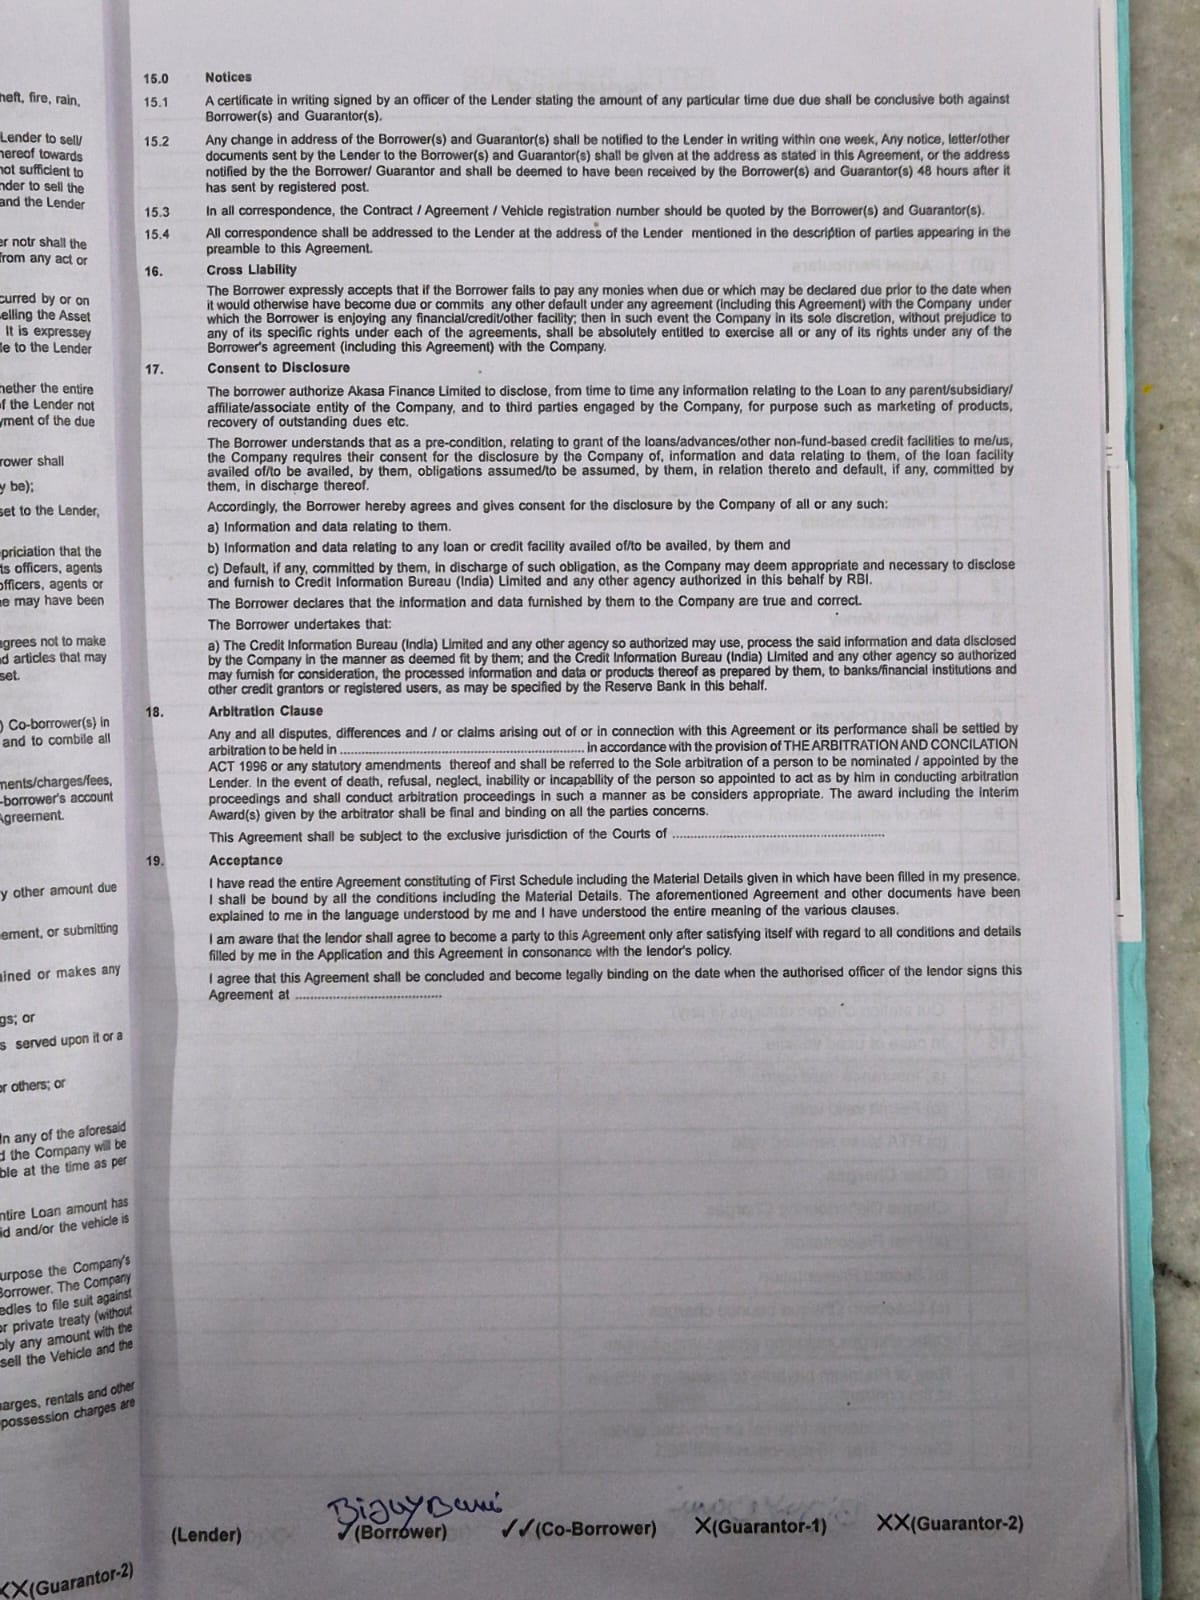 heft, fire, rain,
Lender to sell/
hereof towards
not sufficient to
nder to sell the
and the Lender
er notr shall the
from any act or
curred by or on
elling the Asset
It is expressey
le to the Lender
hether the entire
of the Lender not
yment of the due
rower shall
y be);
set to the Lender,
priciation that the
ts officers, agents
officers, agents or
ne may have been
agrees not to make
d articles that may
set.
) Co-borrower(s) in
and to combile all
ments/charges/fees,
-borrower's account
Agreement.
y other amount due
ement, or submitting
ained or makes any
gs; or
s served upon it or a
or others; or
In any of the aforesaid
d the Company will be
ble at the time as per
ntire Loan amount has
id and/or the vehicle is
urpose the Company's
Borrower. The Company
edies to file suit against
or private treaty (without
ply any amount with the
sell the Vehicle and the
harges, rentals and other
possession charges are
XX(Guarantor-2)
15.0 Notices
15.1 A certificate in writing signed by an officer of the Lender stating the amount of any particular time due due shall be conclusive both against
Borrower(s) and Guarantor(s).
15.2 Any change in address of the Borrower(s) and Guarantor(s) shall be notified to the Lender in writing within one week, Any notice, letter/other
documents sent by the Lender to the Borrower(s) and Guarantor(s) shall be given at the address as stated in this Agreement, or the address
notified by the the Borrower/ Guarantor and shall be deemed to have been received by the Borrower(s) and Guarantor(s) 48 hours after it
has sent by registered post.
15.3 In all correspondence, the Contract / Agreement / Vehicle registration number should be quoted by the Borrower(s) and Guarantor(s).
15.4 All correspondence shall be addressed to the Lender at the address of the Lender mentioned in the description of parties appearing in the
preamble to this Agreement.
16. Cross Liability
The Borrower expressly accepts that if the Borrower fails to pay any monies when due or which may be declared due prior to the date when
it would otherwise have become due or commits any other default under any agreement (including this Agreement) with the Company under
which the Borrower is enjoying any financial/credit/other facility; then in such event the Company in its sole discretion, without prejudice to
any of its specific rights under each of the agreements, shall be absolutely entitled to exercise all or any of its rights under any of the
Borrower's agreement (including this Agreement) with the Company.
17. Consent to Disclosure
The borrower authorize Akasa Finance Limited to disclose, from time to time any information relating to the Loan to any parent/subsidiary/
affiliate/associate entity of the Company, and to third parties engaged by the Company, for purpose such as marketing of products,
recovery of outstanding dues etc.
The Borrower understands that as a pre-condition, relating to grant of the loans/advances/other non-fund-based credit facilities to me/us,
the Company requires their consent for the disclosure by the Company of, information and data relating to them, of the loan facility
availed of/to be availed, by them, obligations assumed/to be assumed, by them, in relation thereto and default, if any, committed by
them, in discharge thereof.
Accordingly, the Borrower hereby agrees and gives consent for the disclosure by the Company of all or any such:
a) Information and data relating to them.
b) Information and data relating to any loan or credit facility availed of/to be availed, by them and
c) Default, if any, committed by them, in discharge of such obligation, as the Company may deem appropriate and necessary to disclose
and furnish to Credit Information Bureau (India) Limited and any other agency authorized in this behalf by RBI.
The Borrower declares that the information and data furnished by them to the Company are true and correct.
The Borrower undertakes that:
a) The Credit Information Bureau (India) Limited and any other agency so authorized may use, process the said information and data disclosed
by the Company in the manner as deemed fit by them; and the Credit Information Bureau (India) Limited and any other agency so authorized
may furnish for consideration, the processed information and data or products thereof as prepared by them, to banks/financial institutions and
other credit grantors or registered users, as may be specified by the Reserve Bank in this behalf.
18. Arbitration Clause
Any and all disputes, differences and / or claims arising out of or in connection with this Agreement or its performance shall be settled by
arbitration to be held in ........................................................ in accordance with the provision of THE ARBITRATION AND CONCILATION
ACT 1996 or any statutory amendments thereof and shall be referred to the Sole arbitration of a person to be nominated / appointed by the
Lender. In the event of death, refusal, neglect, inability or incapability of the person so appointed to act as by him in conducting arbitration
proceedings and shall conduct arbitration proceedings in such a manner as be considers appropriate. The award including the interim
Award(s) given by the arbitrator shall be final and binding on all the parties concerns.
This Agreement shall be subject to the exclusive jurisdiction of the Courts of ................................................
19. Acceptance
I have read the entire Agreement constituting of First Schedule including the Material Details given in which have been filled in my presence.
I shall be bound by all the conditions including the Material Details. The aforementioned Agreement and other documents have been
explained to me in the language understood by me and I have understood the entire meaning of the various clauses.
I am aware that the lendor shall agree to become a party to this Agreement only after satisfying itself with regard to all conditions and details
filled by me in the Application and this Agreement in consonance with the lendor's policy.
I agree that this Agreement shall be concluded and become legally binding on the date when the authorised officer of the lendor signs this
Agreement at ....................................
Bijay
(Lender) ✓(Borrower) ✓✓(Co-Borrower) X(Guarantor-1) XX(Guarantor-2)